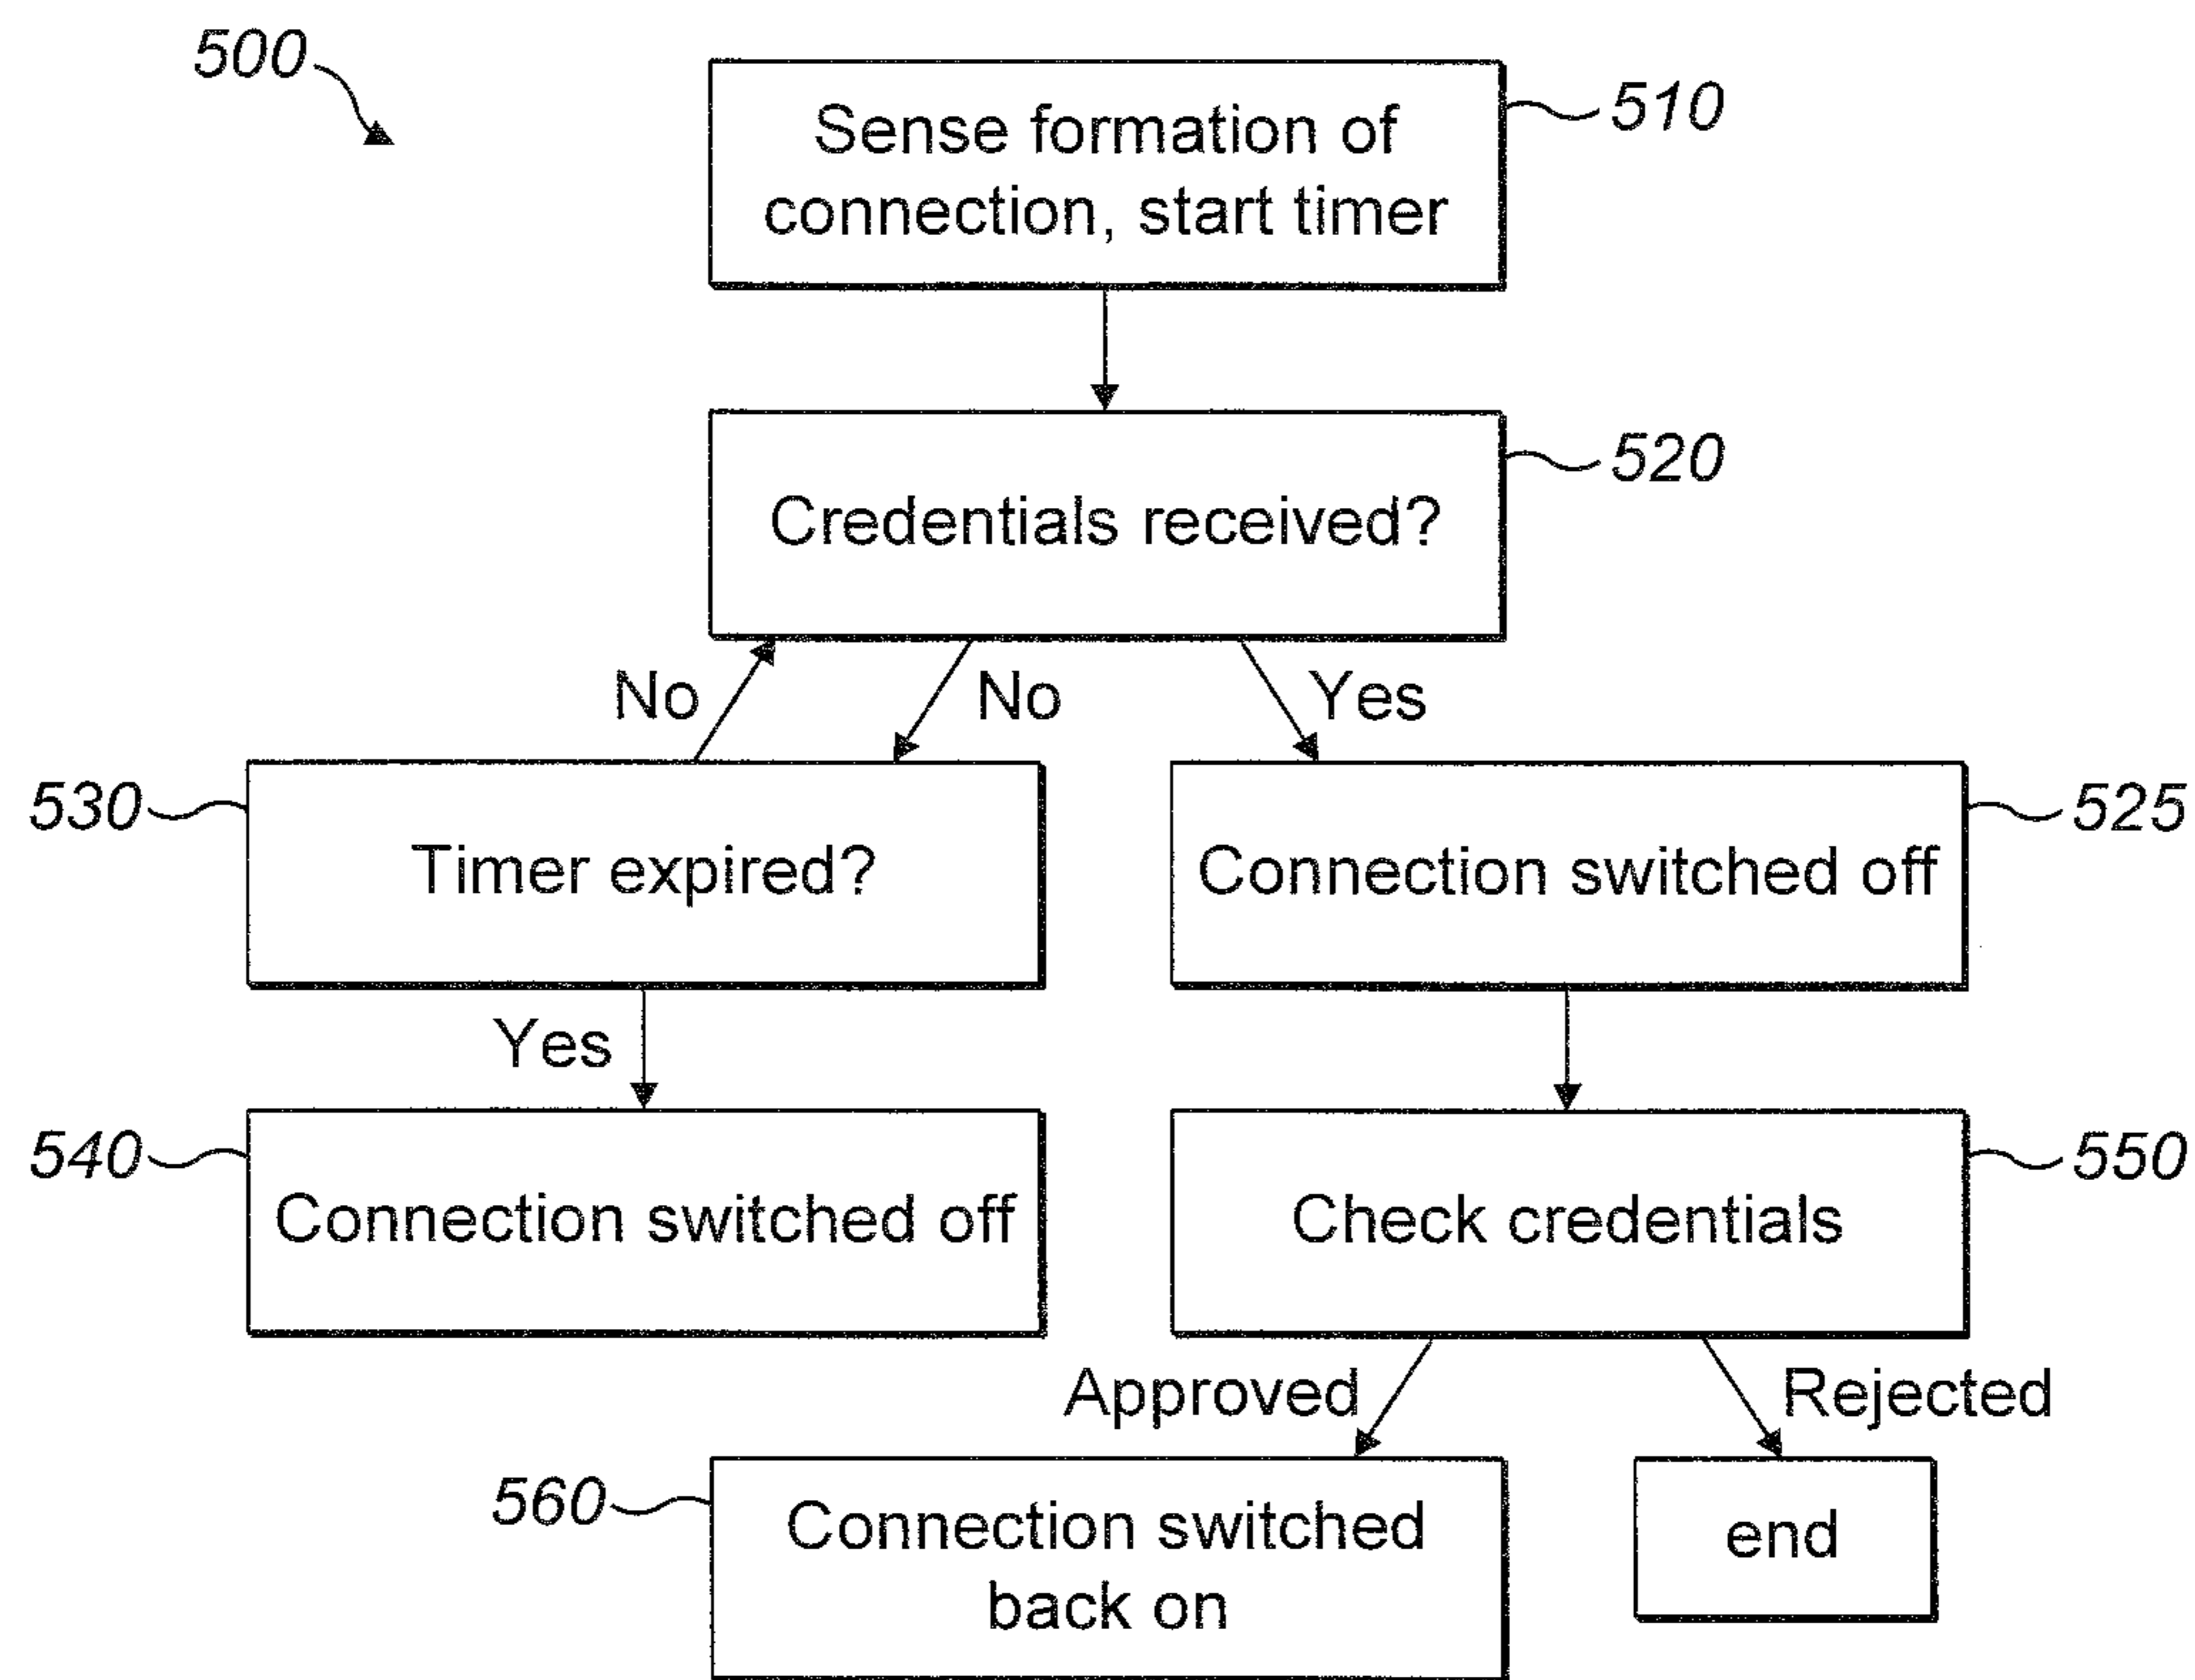 500
Sense formation of
connection, start timer
510
Credentials received?
520
No
No
Yes
530
Timer expired?
Connection switched off
525
Yes
540
Connection switched off
Check credentials
550
Approved
Rejected
560
Connection switched
back on
end